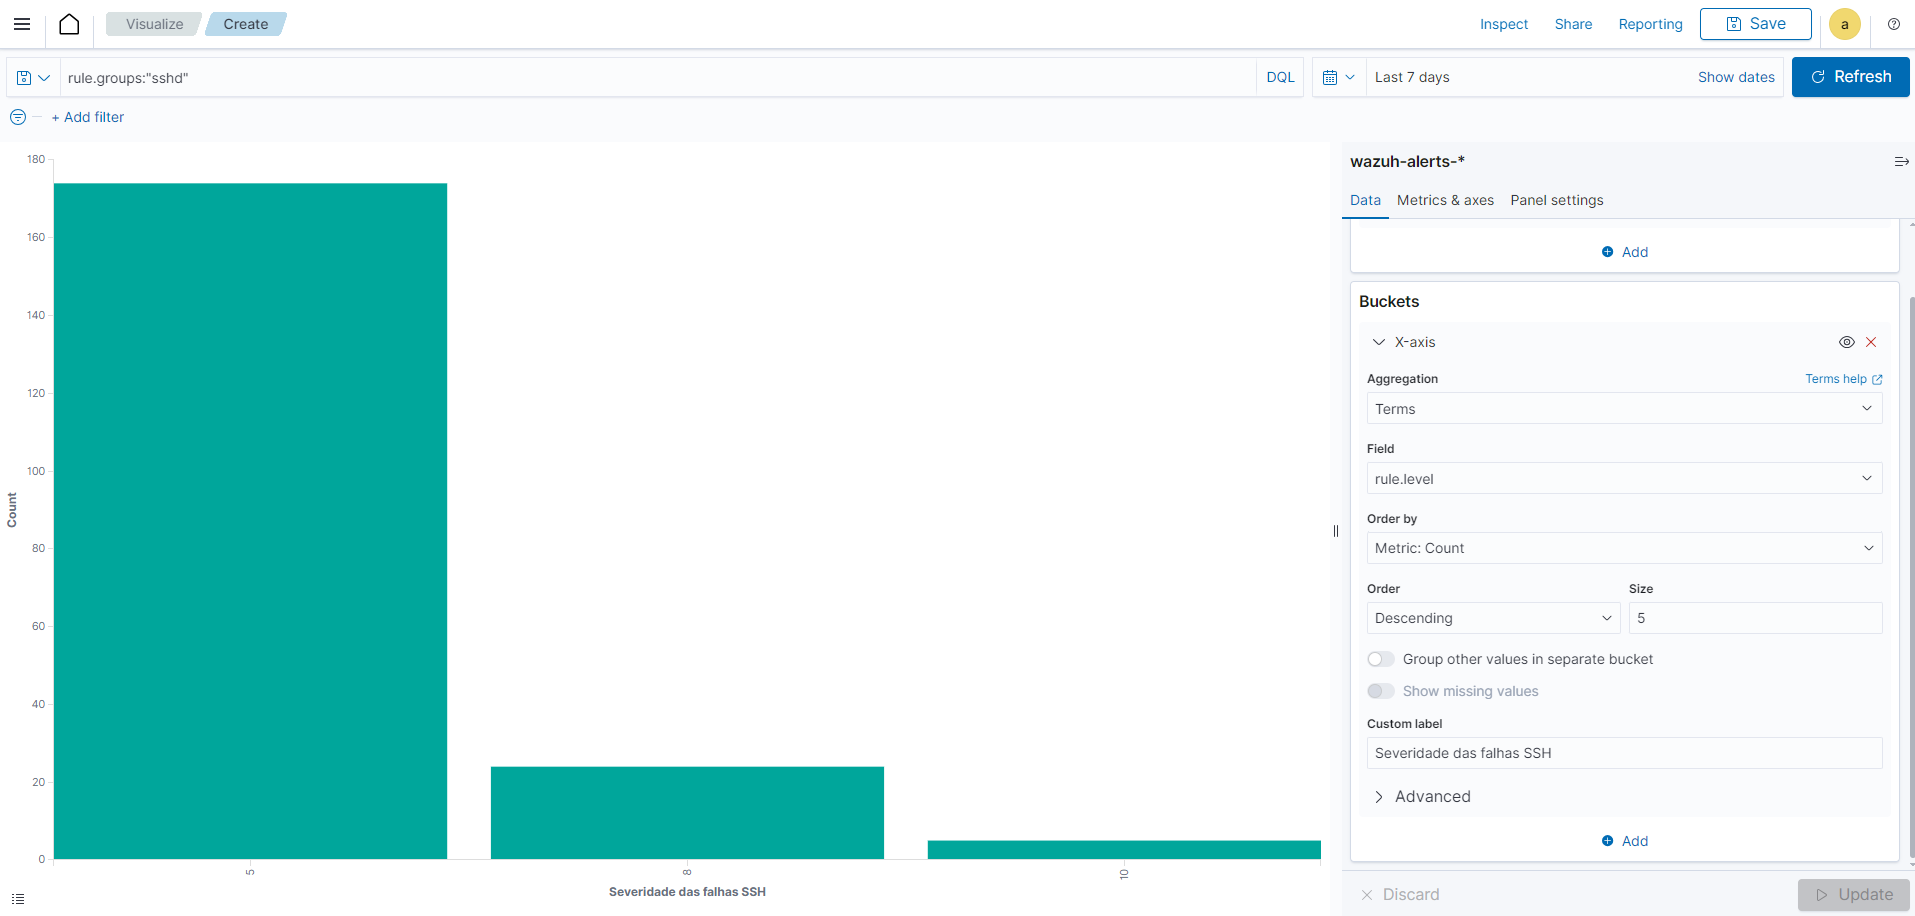 Visualize Create Inspect Share Reporting Save a
rule.groups:"sshd" DQL Last 7 days Show dates Refresh
+ Add filter
180
160
140
120
100
80
60
40
20
0
Count
5 8 10
Severidade das falhas SSH
wazuh-alerts-*
Data Metrics & axes Panel settings
Add
Buckets
X-axis
Aggregation Terms help
Terms
Field
rule.level
Order by
Metric: Count
Order Size
Descending 5
Group other values in separate bucket
Show missing values
Custom label
Severidade das falhas SSH
Advanced
Add
Discard Update